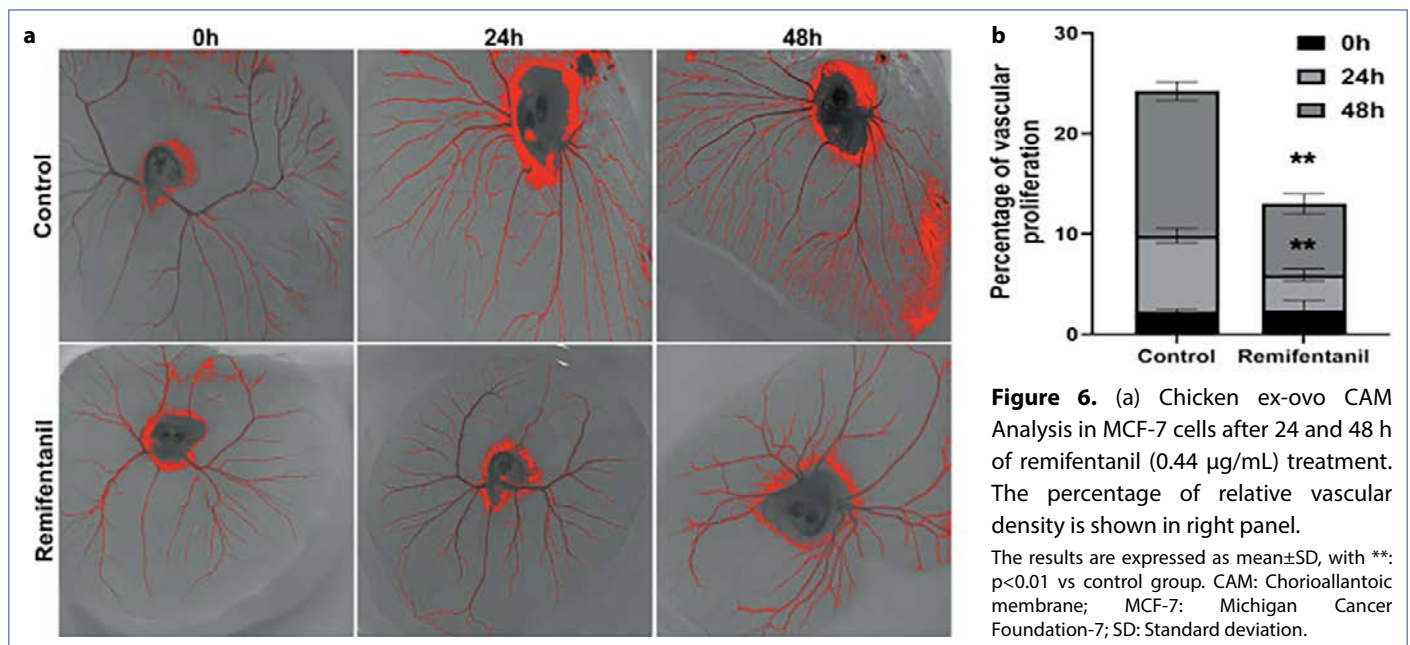 a
0h
24h
48h
Control
Remifentanil
b
30
20
10
0
Percentage of vascular
proliferation
0h
24h
48h
**
**
Control
Remifentanil
Figure 6. (a) Chicken ex-ovo CAM
Analysis in MCF-7 cells after 24 and 48 h
of remifentanil (0.44 µg/mL) treatment.
The percentage of relative vascular
density is shown in right panel.
The results are expressed as mean±SD, with **:
p<0.01 vs control group. CAM: Chorioallantoic
membrane; MCF-7: Michigan Cancer
Foundation-7; SD: Standard deviation.